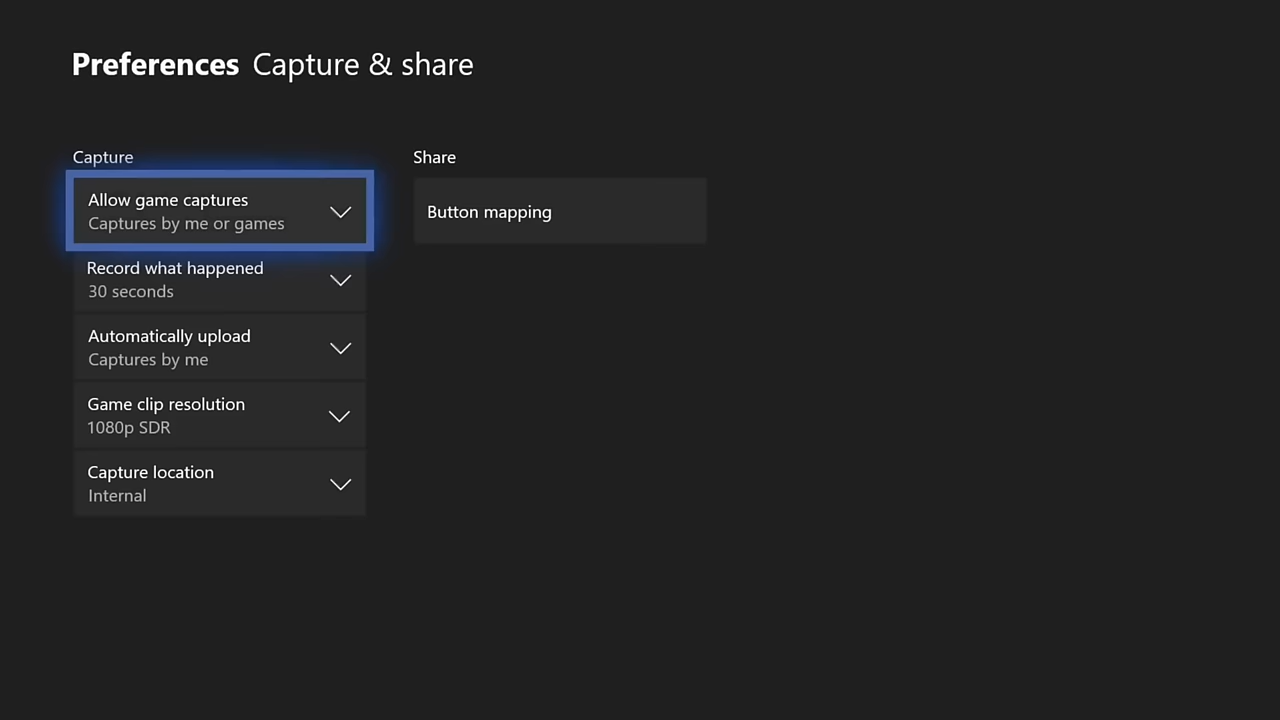 Preferences Capture & share
Capture
Allow game captures
Captures by me or games
Record what happened
30 seconds
Automatically upload
Captures by me
Game clip resolution
1080p SDR
Capture location
Internal
Share
Button mapping